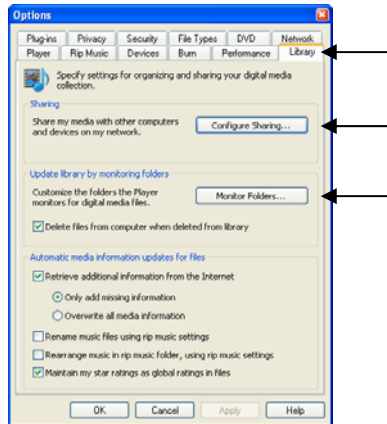 Options
Plug-ins Privacy Security File Types DVD Network
Player Rip Music Devices Burn Performance Library
Specify settings for organizing and sharing your digital media
collection.
Sharing
Share my media with other computers
and devices on my network.
Configure Sharing...
Update library by monitoring folders
Customize the folders the Player
monitors for digital media files.
Monitor Folders...
Delete files from computer when deleted from library
Automatic media information updates for files
Retrieve additional information from the Internet
Only add missing information
Overwrite all media information
Rename music files using rip music settings
Rearrange music in rip music folder, using rip music settings
Maintain my star ratings as global ratings in files
OK Cancel Apply Help